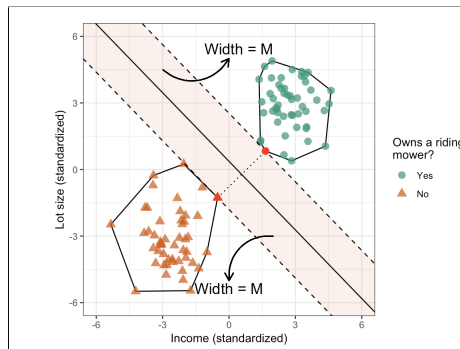 6
3
0
-3
-6
Lot size (standardized)
Width = M
Width = M
-6
-3
0
3
6
Income (standardized)
Owns a riding
mower?
Yes
No